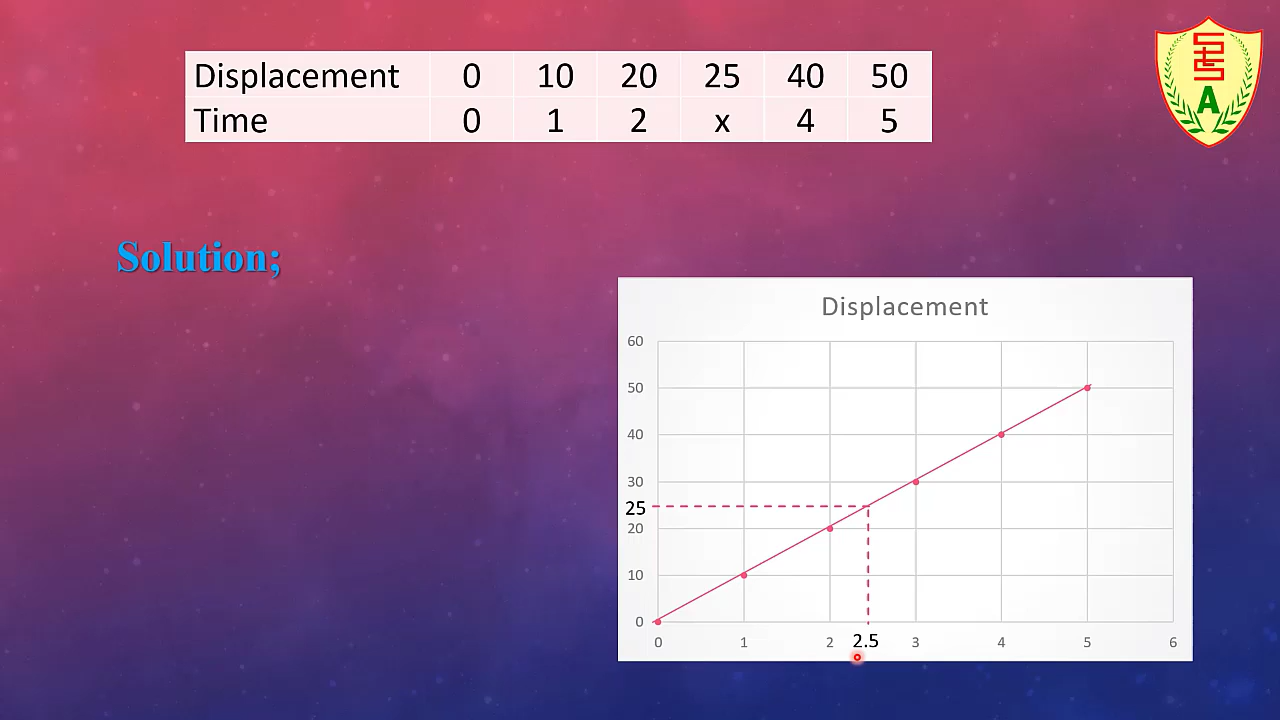 Displacement 0 10 20 25 40 50
Time 0 1 2 x 4 5
Solution;
Displacement
60
50
40
30
25
20
10
0
0 1 2 2.5 3 4 5 6
A